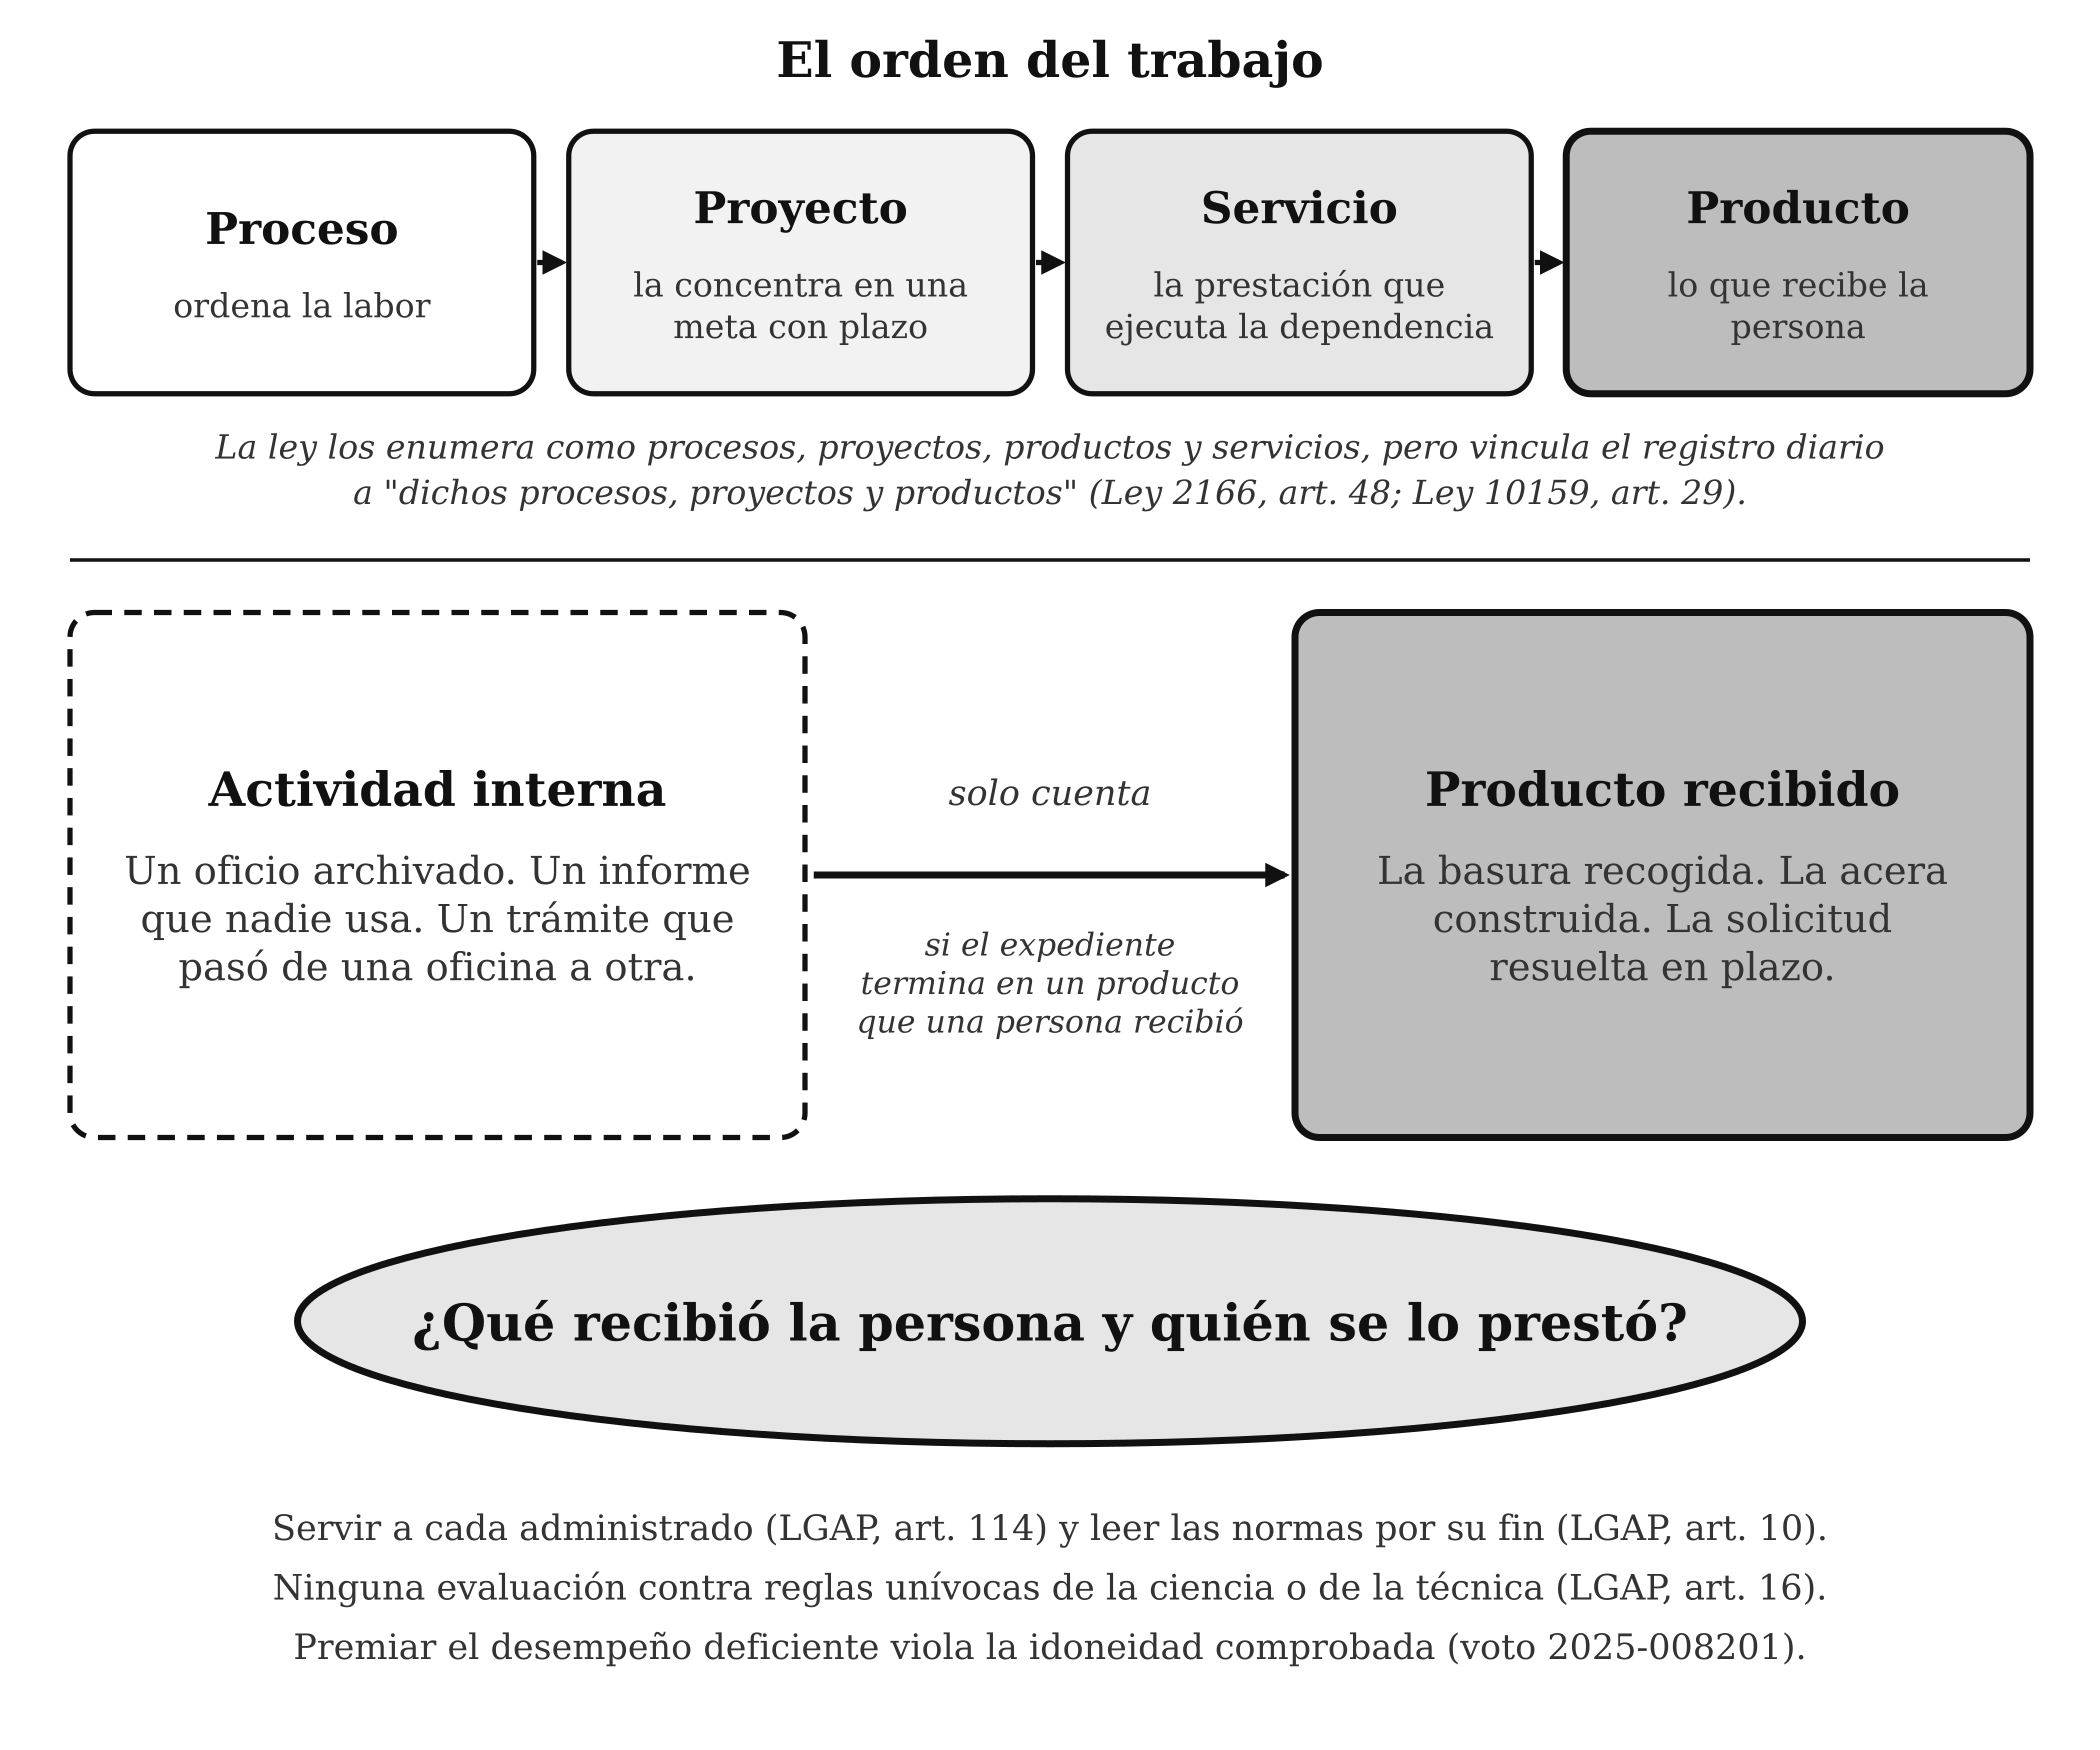 El orden del trabajo
Proceso
ordena la labor
Proyecto
la concentra en una
meta con plazo
Servicio
la prestación que
ejecuta la dependencia
Producto
lo que recibe la
persona
La ley los enumera como procesos, proyectos, productos y servicios, pero vincula el registro diario
a "dichos procesos, proyectos y productos" (Ley 2166, art. 48; Ley 10159, art. 29).
Actividad interna
Un oficio archivado. Un informe
que nadie usa. Un trámite que
pasó de una oficina a otra.
solo cuenta
si el expediente
termina en un producto
que una persona recibió
Producto recibido
La basura recogida. La acera
construida. La solicitud
resuelta en plazo.
¿Qué recibió la persona y quién se lo prestó?
Servir a cada administrado (LGAP, art. 114) y leer las normas por su fin (LGAP, art. 10).
Ninguna evaluación contra reglas unívocas de la ciencia o de la técnica (LGAP, art. 16).
Premiar el desempeño deficiente viola la idoneidad comprobada (voto 2025-008201).